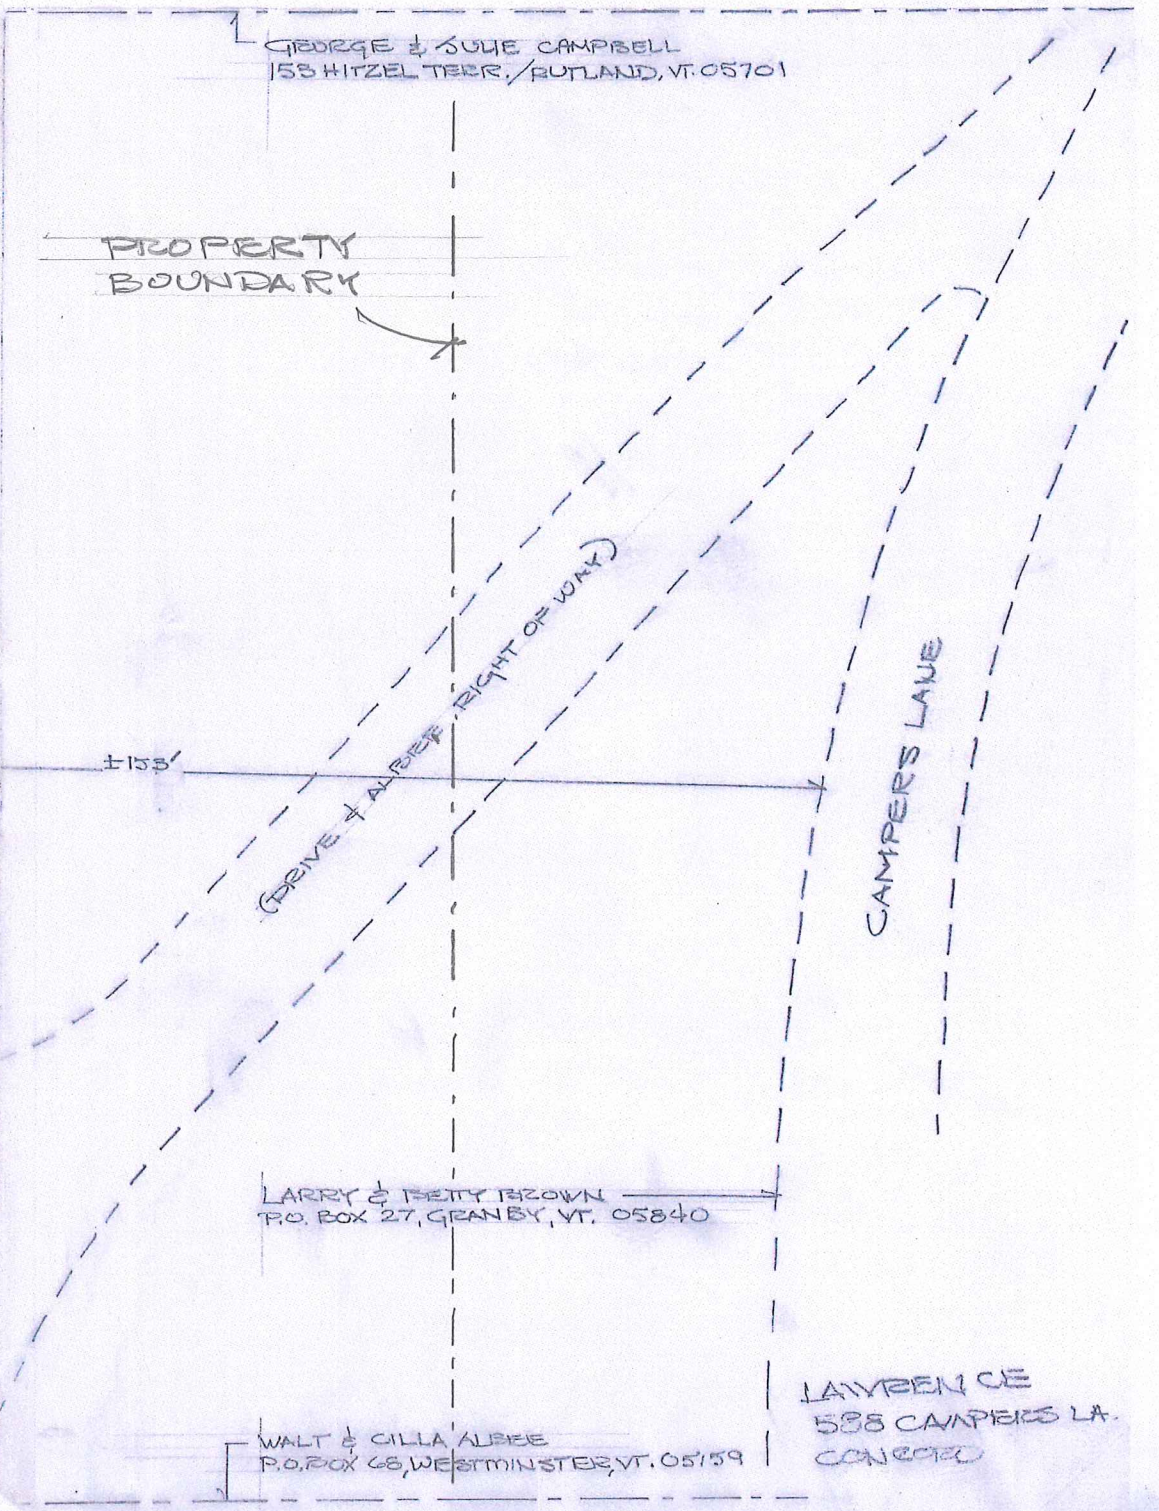 GEORGE & JULIE CAMPBELL
153 HITZEL TERR./RUTLAND, VT. 05701
PROPERTY
BOUNDARY
(DRIVE & ALBEE RIGHT OF WAY)
±153'
CAMPERS LANE
LARRY & BETTY BROWN
P.O. BOX 27, GRANBY, VT. 05840
LAWRENCE
588 CAMPERS LA.
CONCORD
WALT & CILLA ALBEE
P.O. BOX 68, WESTMINSTER, VT. 05159